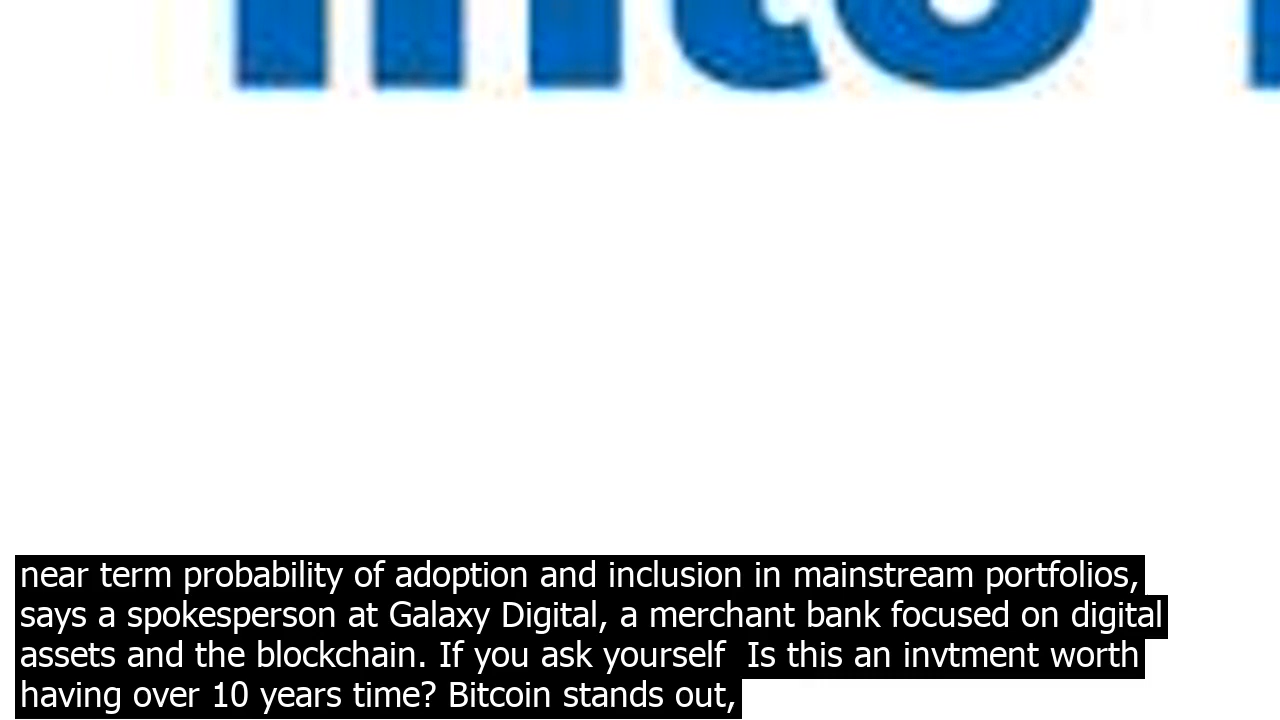 nto
near term probability of adoption and inclusion in mainstream portfolios,
says a spokesperson at Galaxy Digital, a merchant bank focused on digital
assets and the blockchain. If you ask yourself  Is this an invtment worth
having over 10 years time? Bitcoin stands out,